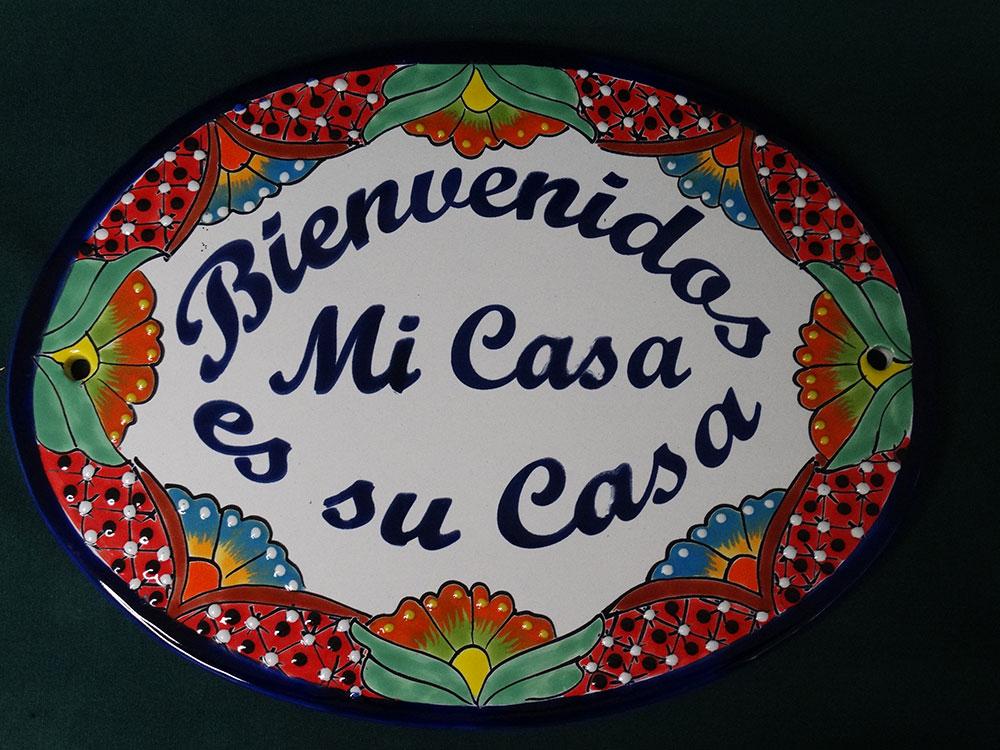 Bienvenidos
Mi Casa
es su Casa